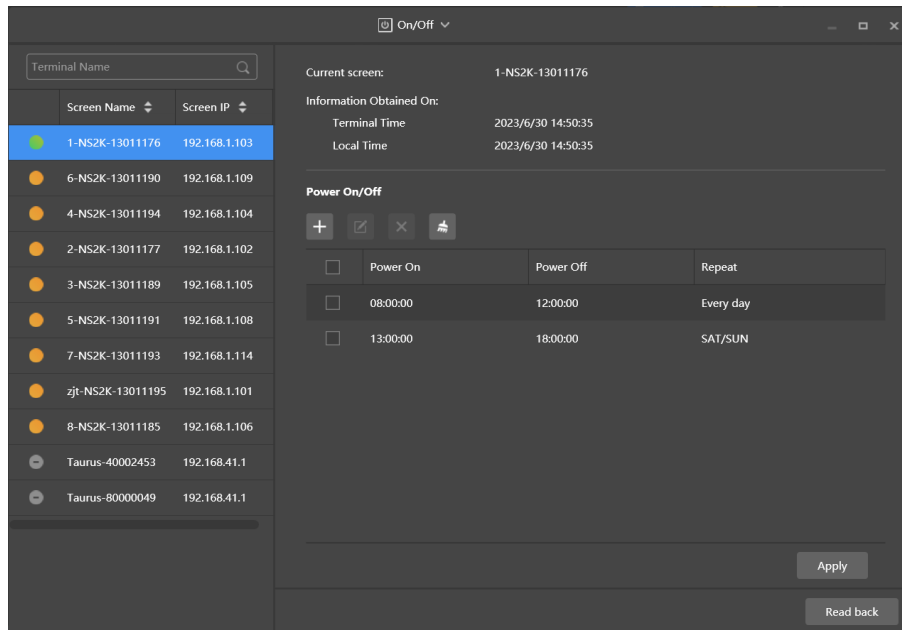 On/Off
Terminal Name
Screen Name Screen IP
1-NS2K-13011176 192.168.1.103
6-NS2K-13011190 192.168.1.109
4-NS2K-13011194 192.168.1.104
2-NS2K-13011177 192.168.1.102
3-NS2K-13011189 192.168.1.105
5-NS2K-13011191 192.168.1.108
7-NS2K-13011193 192.168.1.114
zjt-NS2K-13011195 192.168.1.101
8-NS2K-13011185 192.168.1.106
Taurus-40002453 192.168.41.1
Taurus-80000049 192.168.41.1
Current screen: 1-NS2K-13011176
Information Obtained On:
Terminal Time 2023/6/30 14:50:35
Local Time 2023/6/30 14:50:35
Power On/Off
Power On Power Off Repeat
08:00:00 12:00:00 Every day
13:00:00 18:00:00 SAT/SUN
Apply
Read back